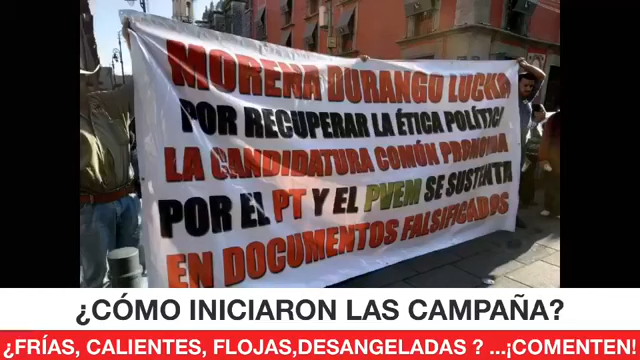 MORENA DURANGO LUCHA
POR RECUPERAR LA ÉTICA POLÍTICA
LA CANDIDATURA COMÚN PROMOVIDA
POR EL PT Y EL PVEM SE SUSTENTA
EN DOCUMENTOS FALSIFICADOS
¿CÓMO INICIARON LAS CAMPAÑA?
¿FRÍAS, CALIENTES, FLOJAS,DESANGELADAS ? ...¡COMENTEN!